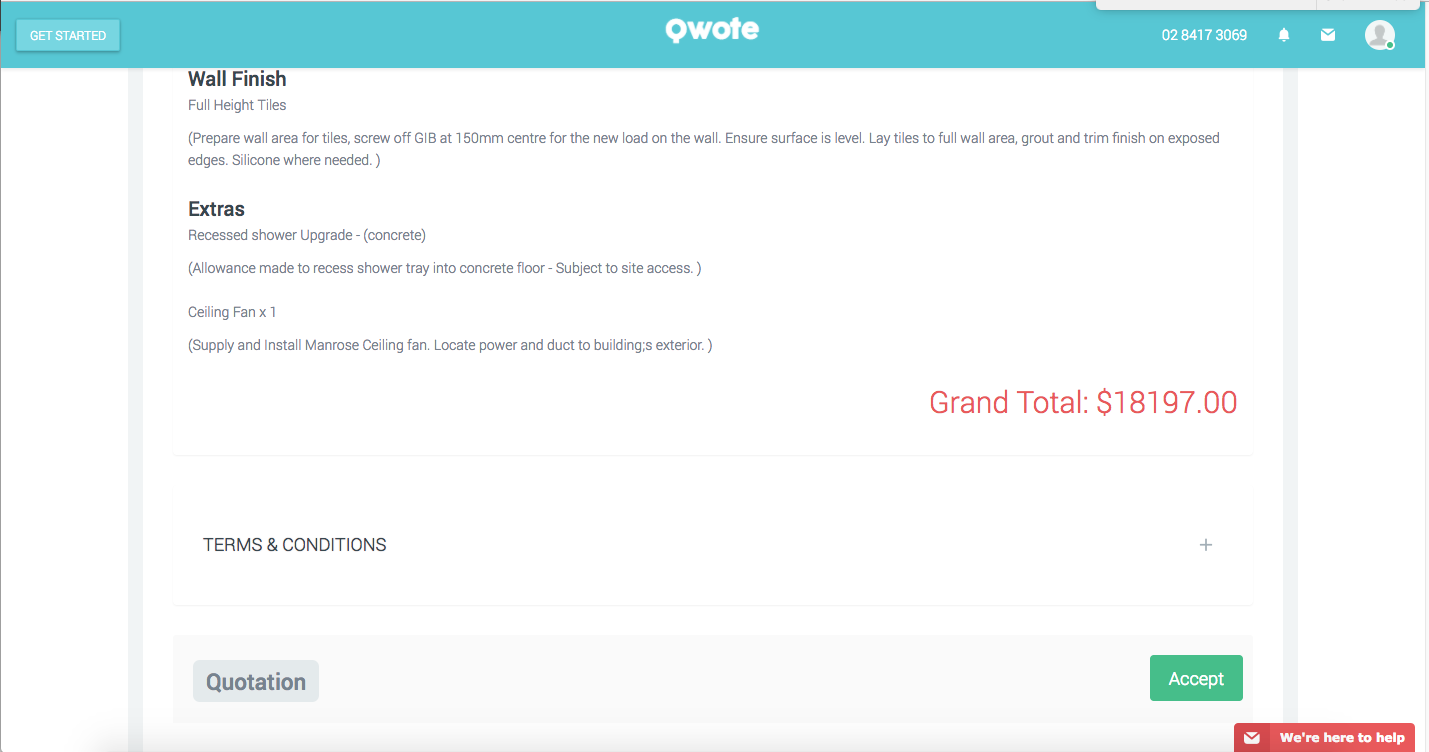 GET STARTED
Qwote
02 8417 3069
Wall Finish
Full Height Tiles
(Prepare wall area for tiles, screw off GIB at 150mm centre for the new load on the wall. Ensure surface is level. Lay tiles to full wall area, grout and trim finish on exposed
edges. Silicone where needed. )
Extras
Recessed shower Upgrade - (concrete)
(Allowance made to recess shower tray into concrete floor - Subject to site access. )
Ceiling Fan x 1
(Supply and Install Manrose Ceiling fan. Locate power and duct to building;s exterior. )
Grand Total: $18197.00
TERMS & CONDITIONS
+
Quotation
Accept
We're here to help